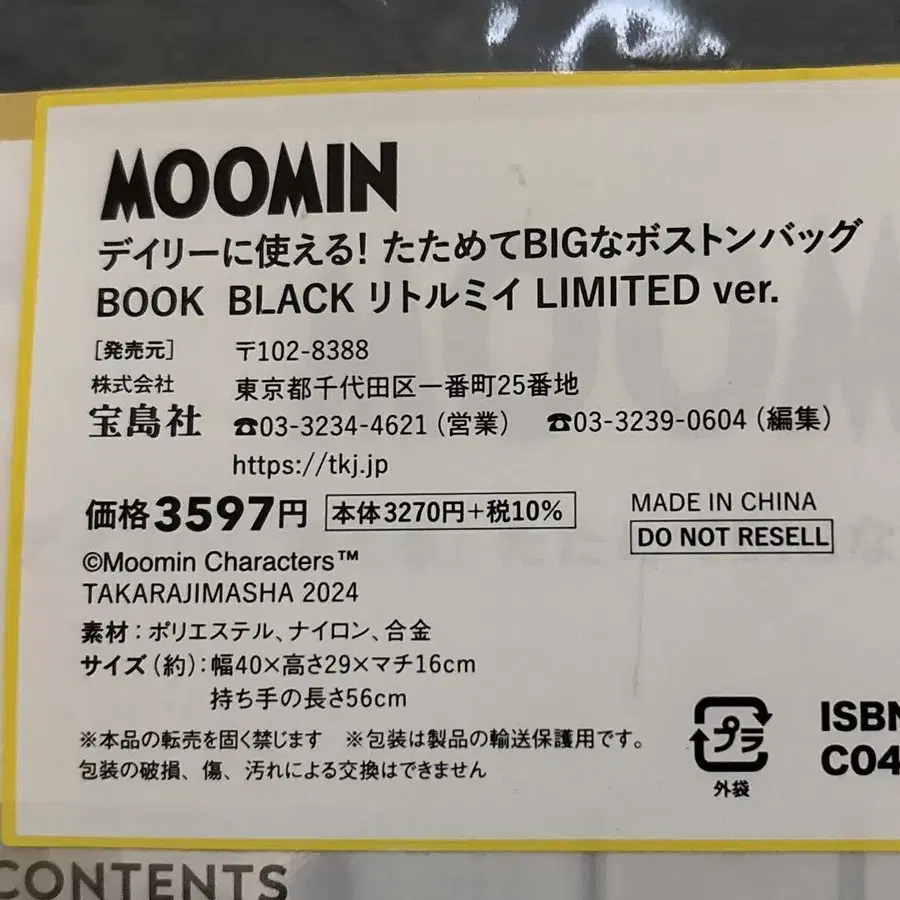 MOOMIN
デイリーに使える! たためてBIGなボストンバッグ
BOOK BLACK リトルミイ LIMITED ver.
[発売元] 〒102-8388
株式会社 東京都千代田区一番町25番地
宝島社 ☎03-3234-4621(営業) ☎03-3239-0604(編集)
https://tkj.jp
価格3597円 本体3270円+税10%
MADE IN CHINA
DO NOT RESELL
©Moomin Characters™
TAKARAJIMASHA 2024
素材:ポリエステル、ナイロン、合金
サイズ(約):幅40×高さ29×マチ16cm
持ち手の長さ56cm
※本品の転売を固く禁じます ※包装は製品の輸送保護用です。
包装の破損、傷、汚れによる交換はできません
プラ
外袋
ISBN
C04
CONTENTS